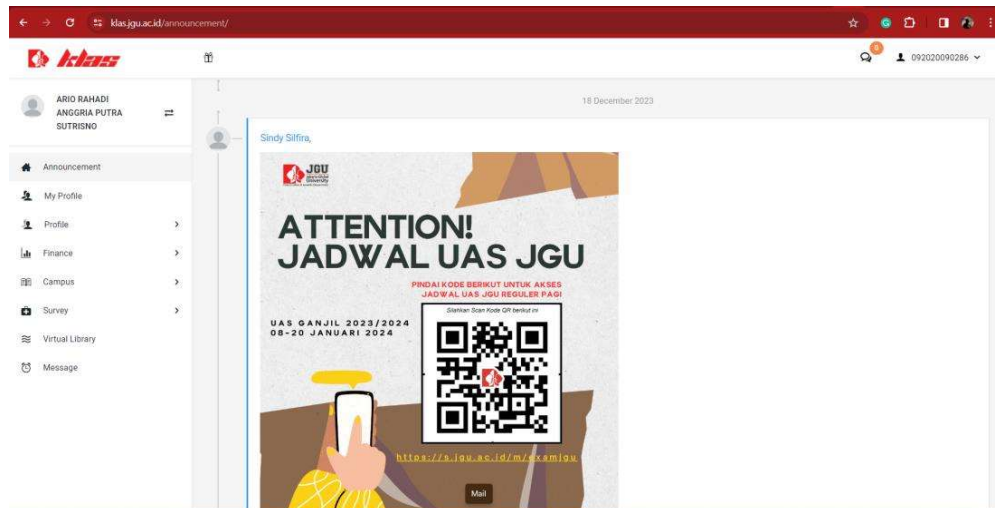 klas.jgu.ac.id/announcement/
klas
092020090286
ARIO RAHADI
ANGGRIA PUTRA
SUTRISNO
Announcement
My Profile
Profile
Finance
Campus
Survey
Virtual Library
Message
18 December 2023
Sindy Silfira,
JGU
ATTENTION!
JADWAL UAS JGU
PINDAI KODE BERIKUT UNTUK AKSES
JADWAL UAS JGU REGULER PAGI
Silahkan Scan Kode QR berikut ini
UAS GANJIL 2023/2024
08-20 JANUARI 2024
https://s.jgu.ac.id/m/examjgu
Mail